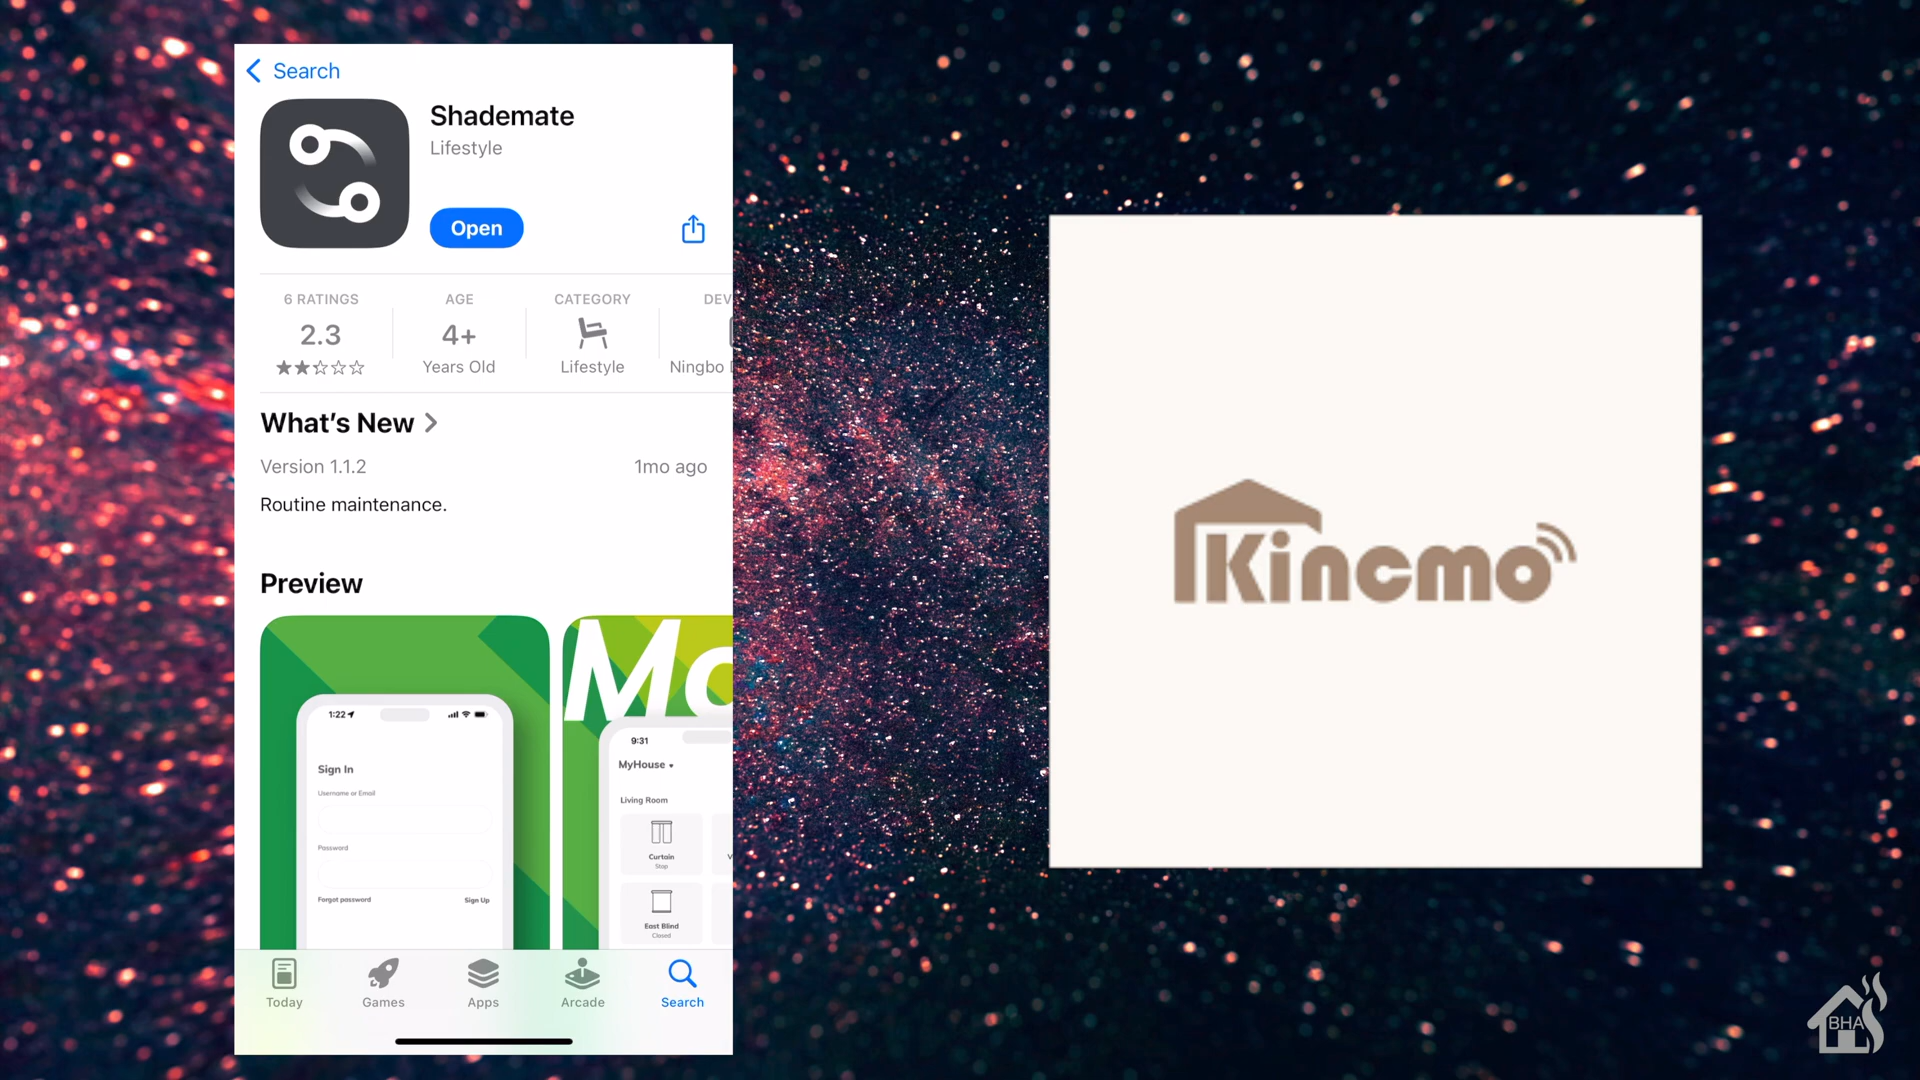 Search
Shademate
Lifestyle
Open
6 RATINGS
AGE
CATEGORY
DEV
2.3
4+
Years Old
Lifestyle
Ningbo
What's New
Version 1.1.2
1mo ago
Routine maintenance.
Preview
1:22
Sign In
Username or Email
Password
Forgot password
Sign Up
Mo
9:31
MyHouse
Living Room
Curtain
Stop
East Blind
Closed
Today
Games
Apps
Arcade
Search
Kincmo
BHA